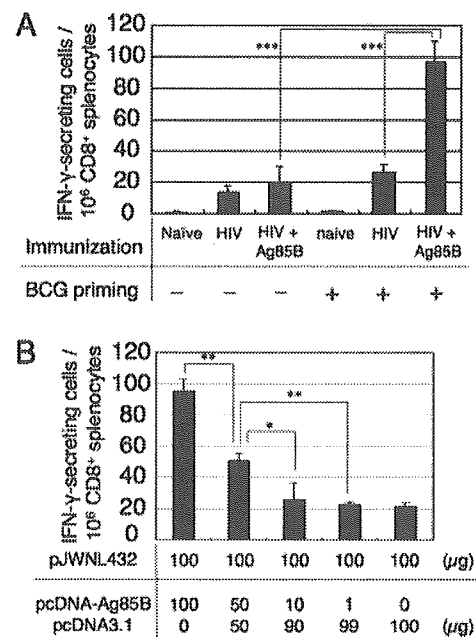 A
IFN-γ-secreting cells /
10⁶ CD8⁺ splenocytes
120
100
80
60
40
20
0
***
***
Immunization
Naïve
HIV
HIV +
Ag85B
naive
HIV
HIV +
Ag85B
BCG priming
− − − + + +
B
IFN-γ-secreting cells /
10⁶ CD8⁺ splenocytes
120
100
80
60
40
20
0
**
**
*
pJWNL432 100 100 100 100 100 (µg)
pcDNA-Ag85B 100 50 10 1 0
pcDNA3.1 0 50 90 99 100 (µg)